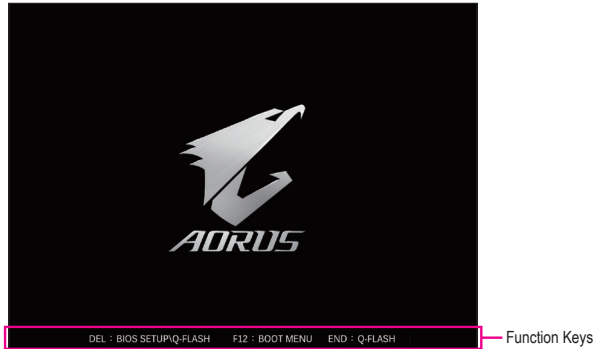 AORUS
DEL : BIOS SETUP\Q-FLASH F12 : BOOT MENU END : Q-FLASH
Function Keys